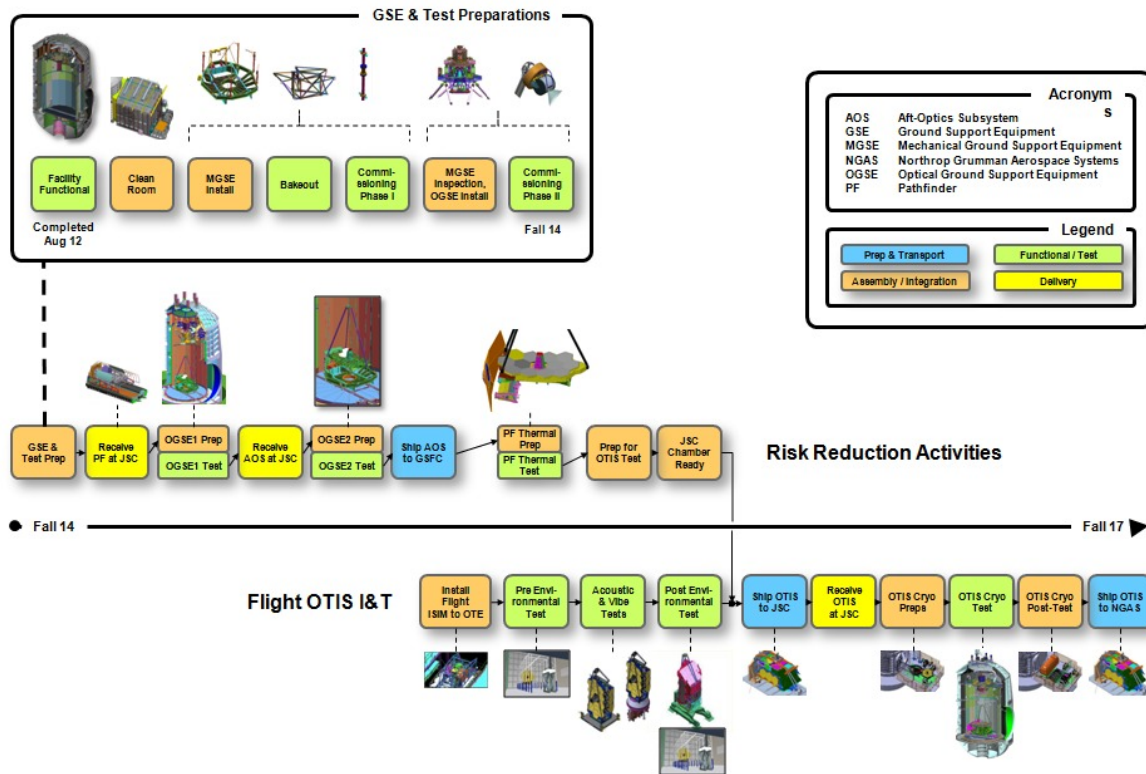 GSE & Test Preparations
Facility
Functional
Clean
Room
MGSE
Install
Bakeout
Commi-
ssioning
Phase I
MGSE
Inspection,
OGSE Install
Commi-
ssioning
Phase II
Completed
Aug 12
Fall 14
Acronym
s
AOS Aft-Optics Subsystem
GSE Ground Support Equipment
MGSE Mechanical Ground Support Equipment
NGAS Northrop Grumman Aerospace Systems
OGSE Optical Ground Support Equipment
PF Pathfinder
Legend
Prep & Transport
Functional / Test
Assembly / Integration
Delivery
GSE &
Test Prep
Receive
PF at JSC
OGSE1 Prep
OGSE1 Test
Receive
AOS at JSC
OGSE2 Prep
OGSE2 Test
Ship AOS
to GSFC
PF Thermal
Prep
PF Thermal
Test
Prep for
OTIS Test
JSC
Chamber
Ready
Risk Reduction Activities
Fall 14
Fall 17
Flight OTIS I&T
Install
Flight
ISIM to OTE
Pre Envi-
ronmental
Test
Acoustic
& Vibe
Tests
Post Envi-
ronmental
Test
Ship OTIS
to JSC
Receive
OTIS
at JSC
OTIS Cryo
Preps
OTIS Cryo
Test
OTIS Cryo
Post-Test
Ship OTIS
to NGAS